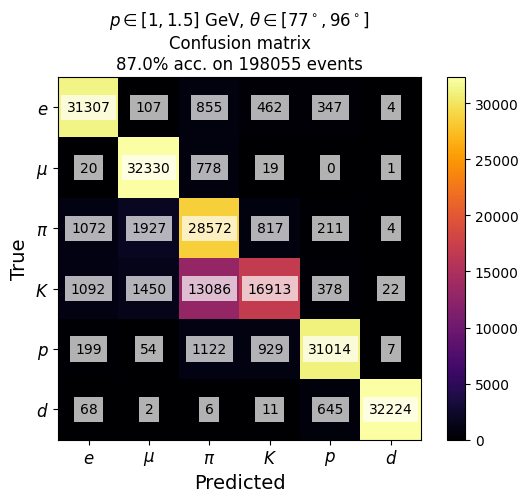 p ∈ [1, 1.5] GeV, θ ∈ [77°, 96°]
Confusion matrix
87.0% acc. on 198055 events
e 31307 107 855 462 347 4
μ 20 32330 778 19 0 1
π 1072 1927 28572 817 211 4
K 1092 1450 13086 16913 378 22
p 199 54 1122 929 31014 7
d 68 2 6 11 645 32224
e μ π K p d
Predicted
True
30000
25000
20000
15000
10000
5000
0